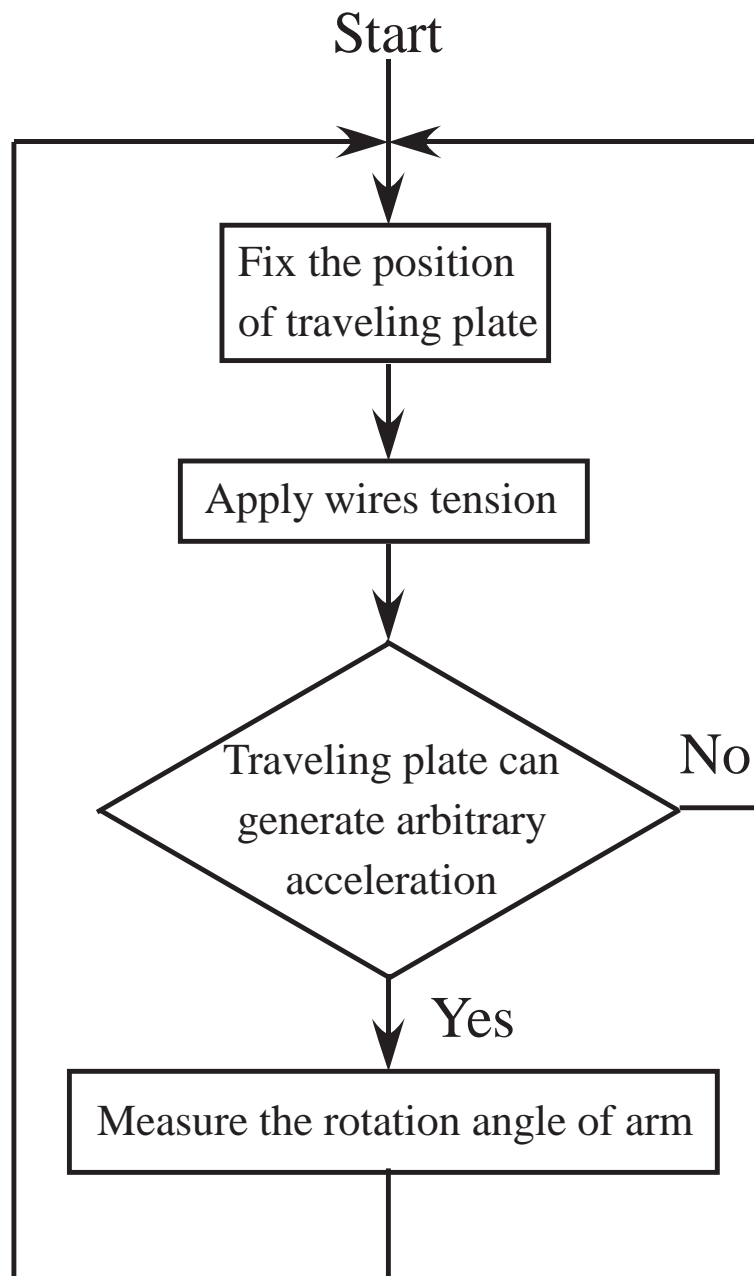 Start
Fix the position
of traveling plate
Apply wires tension
Traveling plate can
generate arbitrary
acceleration
No
Yes
Measure the rotation angle of arm